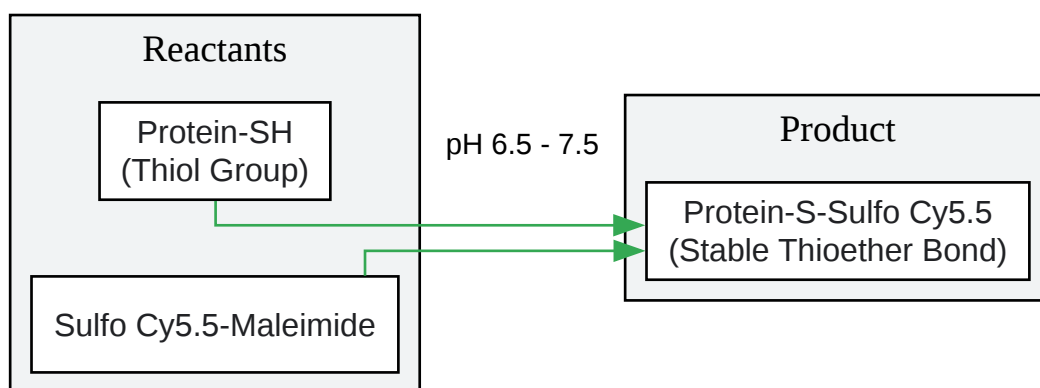 Reactants
Protein-SH
(Thiol Group)
Sulfo Cy5.5-Maleimide
pH 6.5 - 7.5
Product
Protein-S-Sulfo Cy5.5
(Stable Thioether Bond)